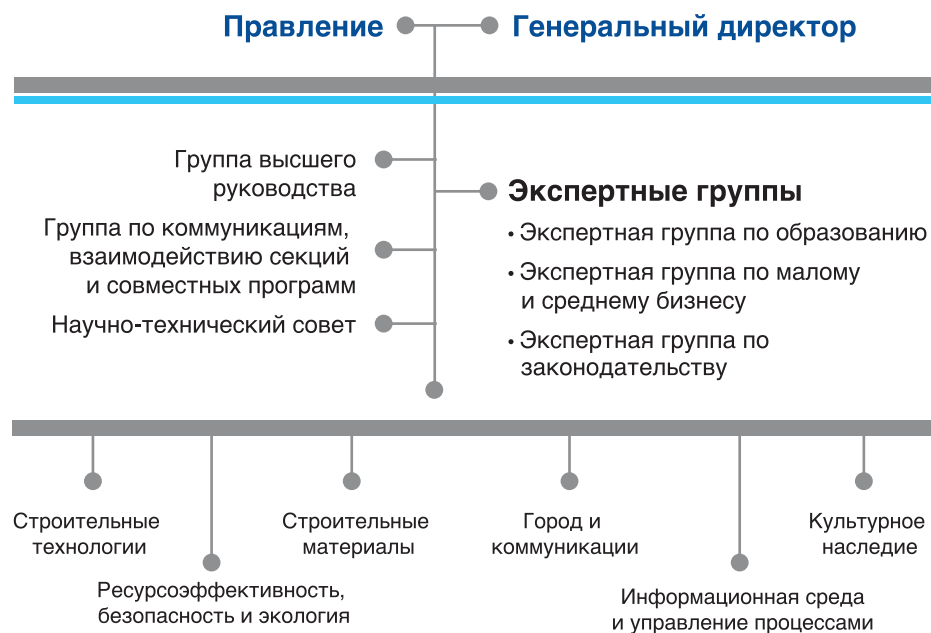 Правление
Генеральный директор
Группа высшего
руководства
Группа по коммуникациям,
взаимодействию секций
и совместных программ
Научно-технический совет
Экспертные группы
• Экспертная группа по образованию
• Экспертная группа по малому
и среднему бизнесу
• Экспертная группа по
законодательству
Строительные
технологии
Ресурсоэффективность,
безопасность и экология
Строительные
материалы
Город и
коммуникации
Информационная среда
и управление процессами
Культурное
наследие